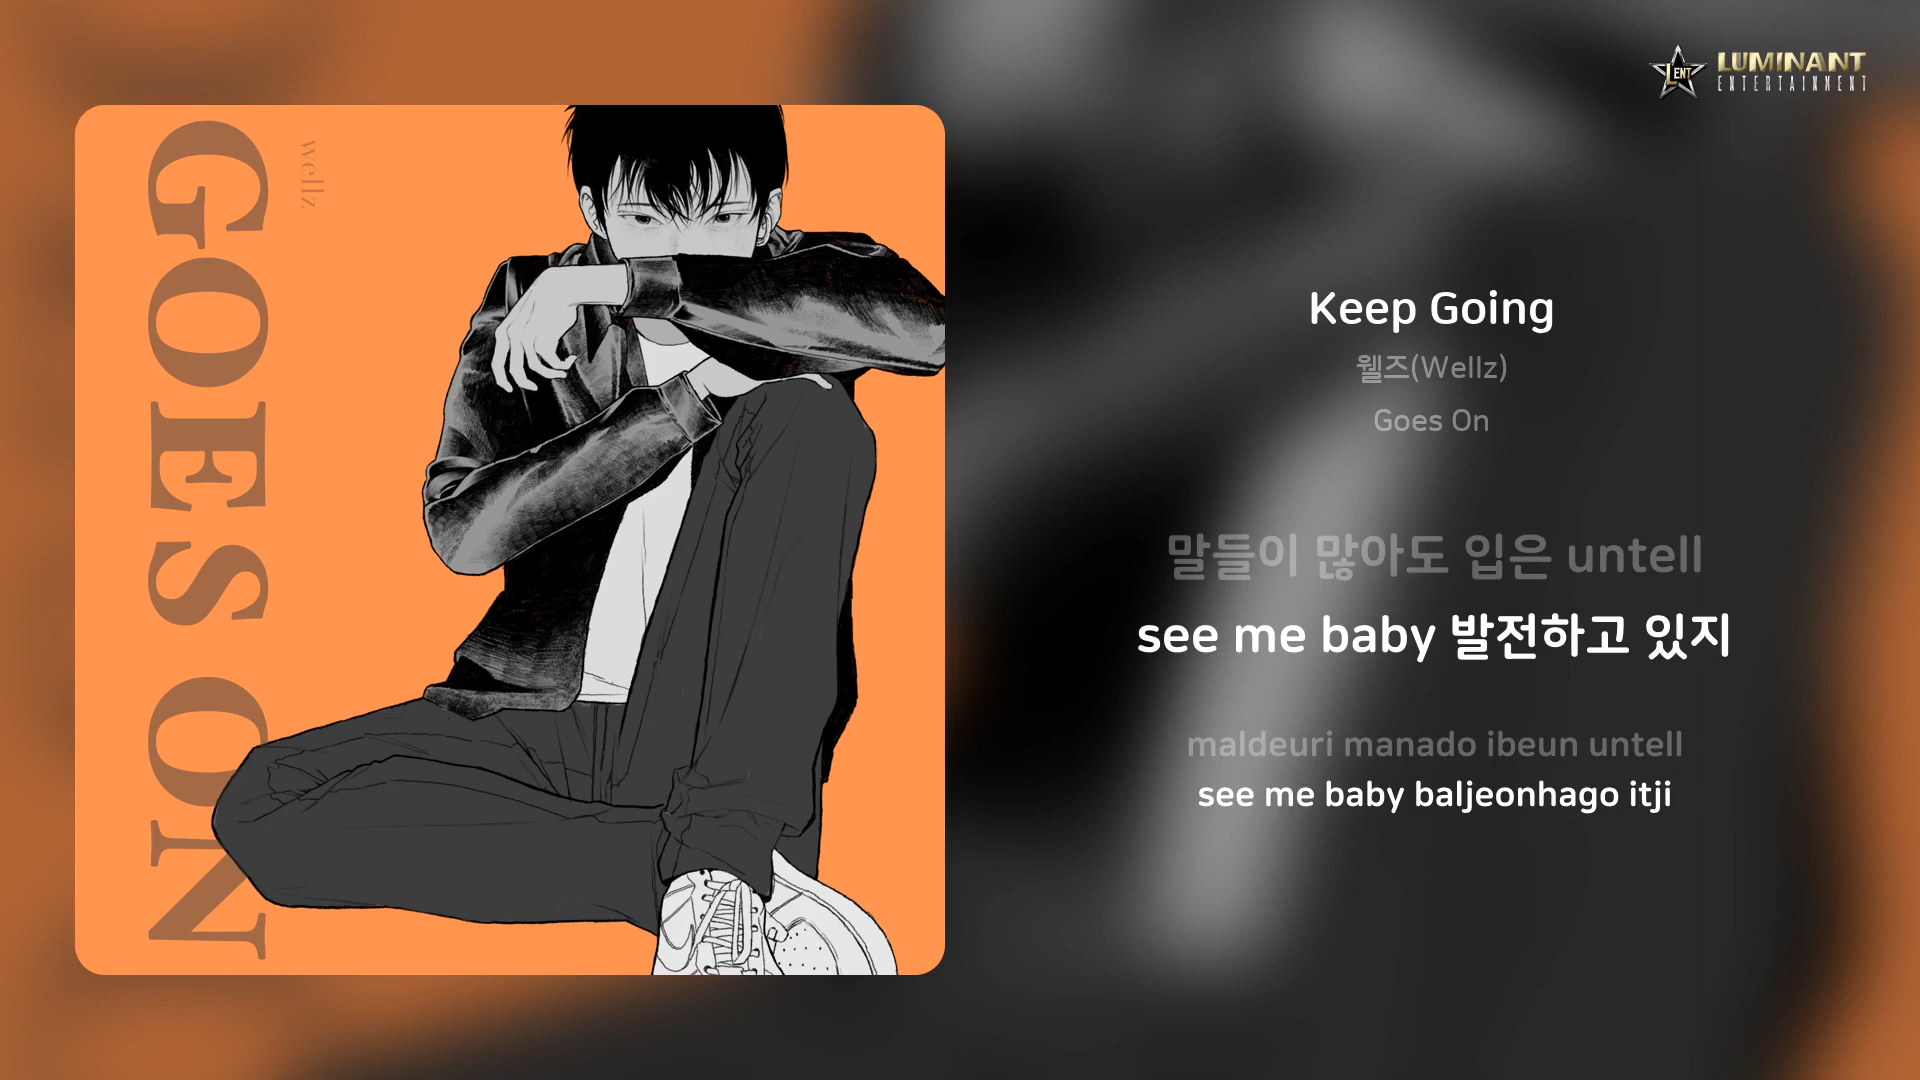 GOES ON
wellz
L ENT
LUMINANT
ENTERTAINMENT
Keep Going
웰즈(Wellz)
Goes On
말들이 많아도 입은 untell
see me baby 발전하고 있지
maldeuri manado ibeun untell
see me baby baljeonhago itji